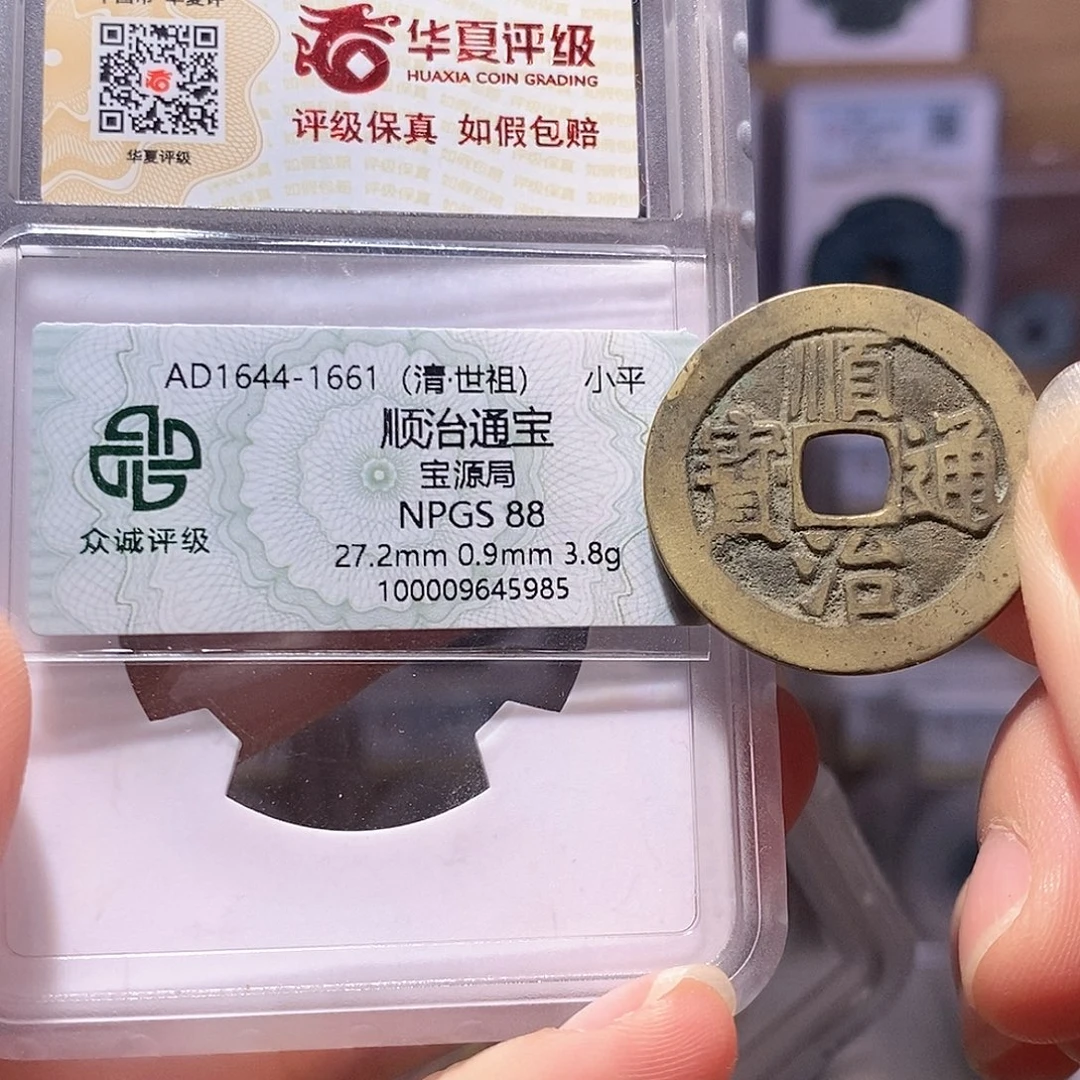 华夏评级
华夏评级
HUAXIA COIN GRADING
评级保真 如假包赔
AD1644-1661 (清·世祖) 小平
顺治通宝
宝源局
NPGS 88
27.2mm 0.9mm 3.8g
100009645985
众诚评级
順
寳 通
治